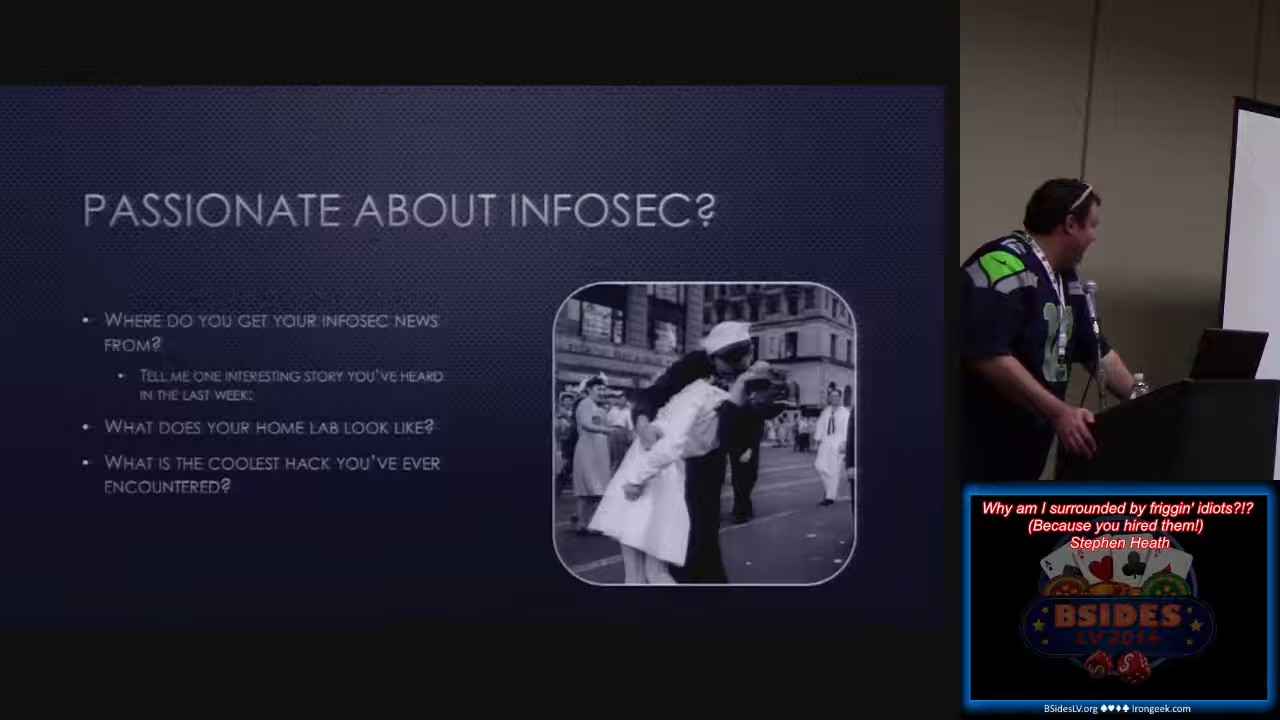 PASSIONATE ABOUT INFOSEC?
• WHERE DO YOU GET YOUR INFOSEC NEWS
FROM?
• TELL ME ONE INTERESTING STORY YOU'VE HEARD
IN THE LAST WEEK:
• WHAT DOES YOUR HOME LAB LOOK LIKE?
• WHAT IS THE COOLEST HACK YOU'VE EVER
ENCOUNTERED?
12
Why am I surrounded by friggin' idiots?!?
(Because you hired them!)
Stephen Heath
BSIDES
LV 2014
BSidesLV.org ♠♥♦♣ Irongeek.com